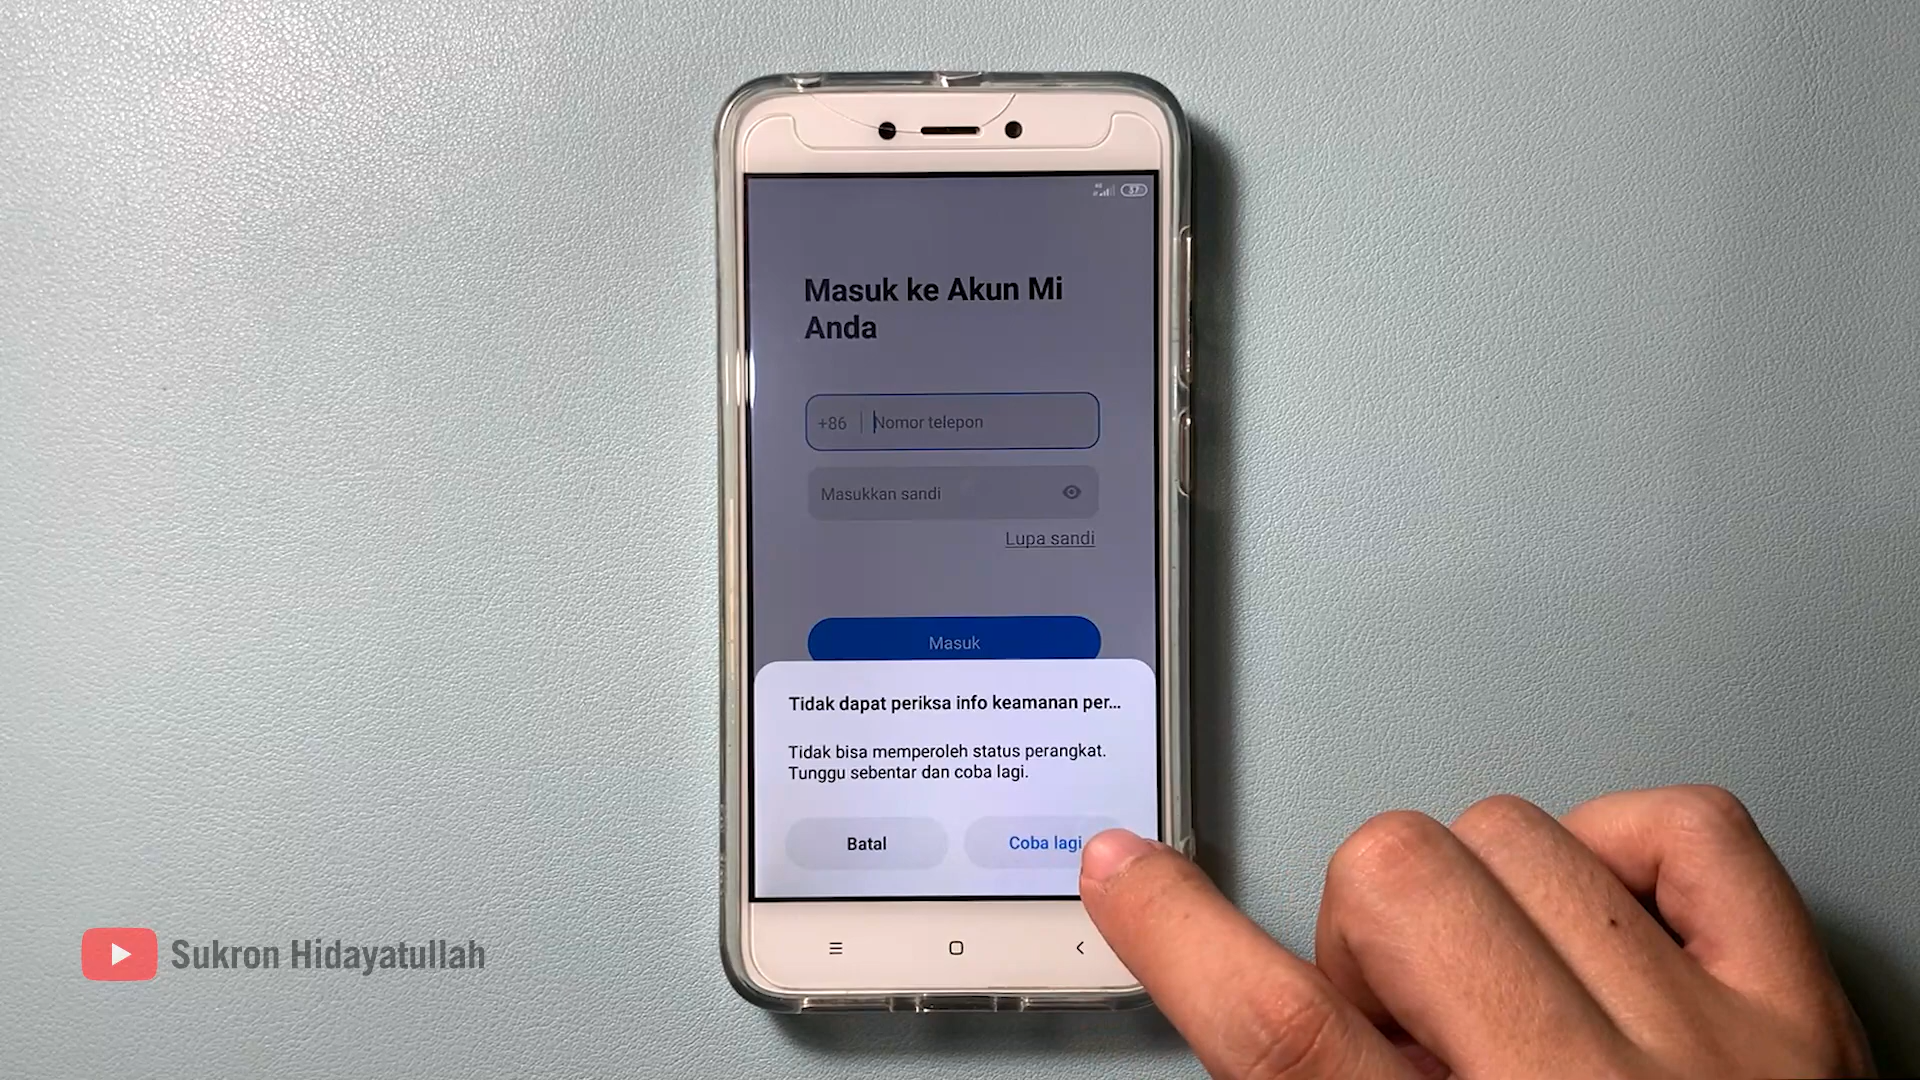 37
Masuk ke Akun Mi
Anda
+86
Nomor telepon
Masukkan sandi
Lupa sandi
Masuk
Tidak dapat periksa info keamanan per...
Tidak bisa memperoleh status perangkat.
Tunggu sebentar dan coba lagi.
Batal
Coba lagi
Sukron Hidayatullah